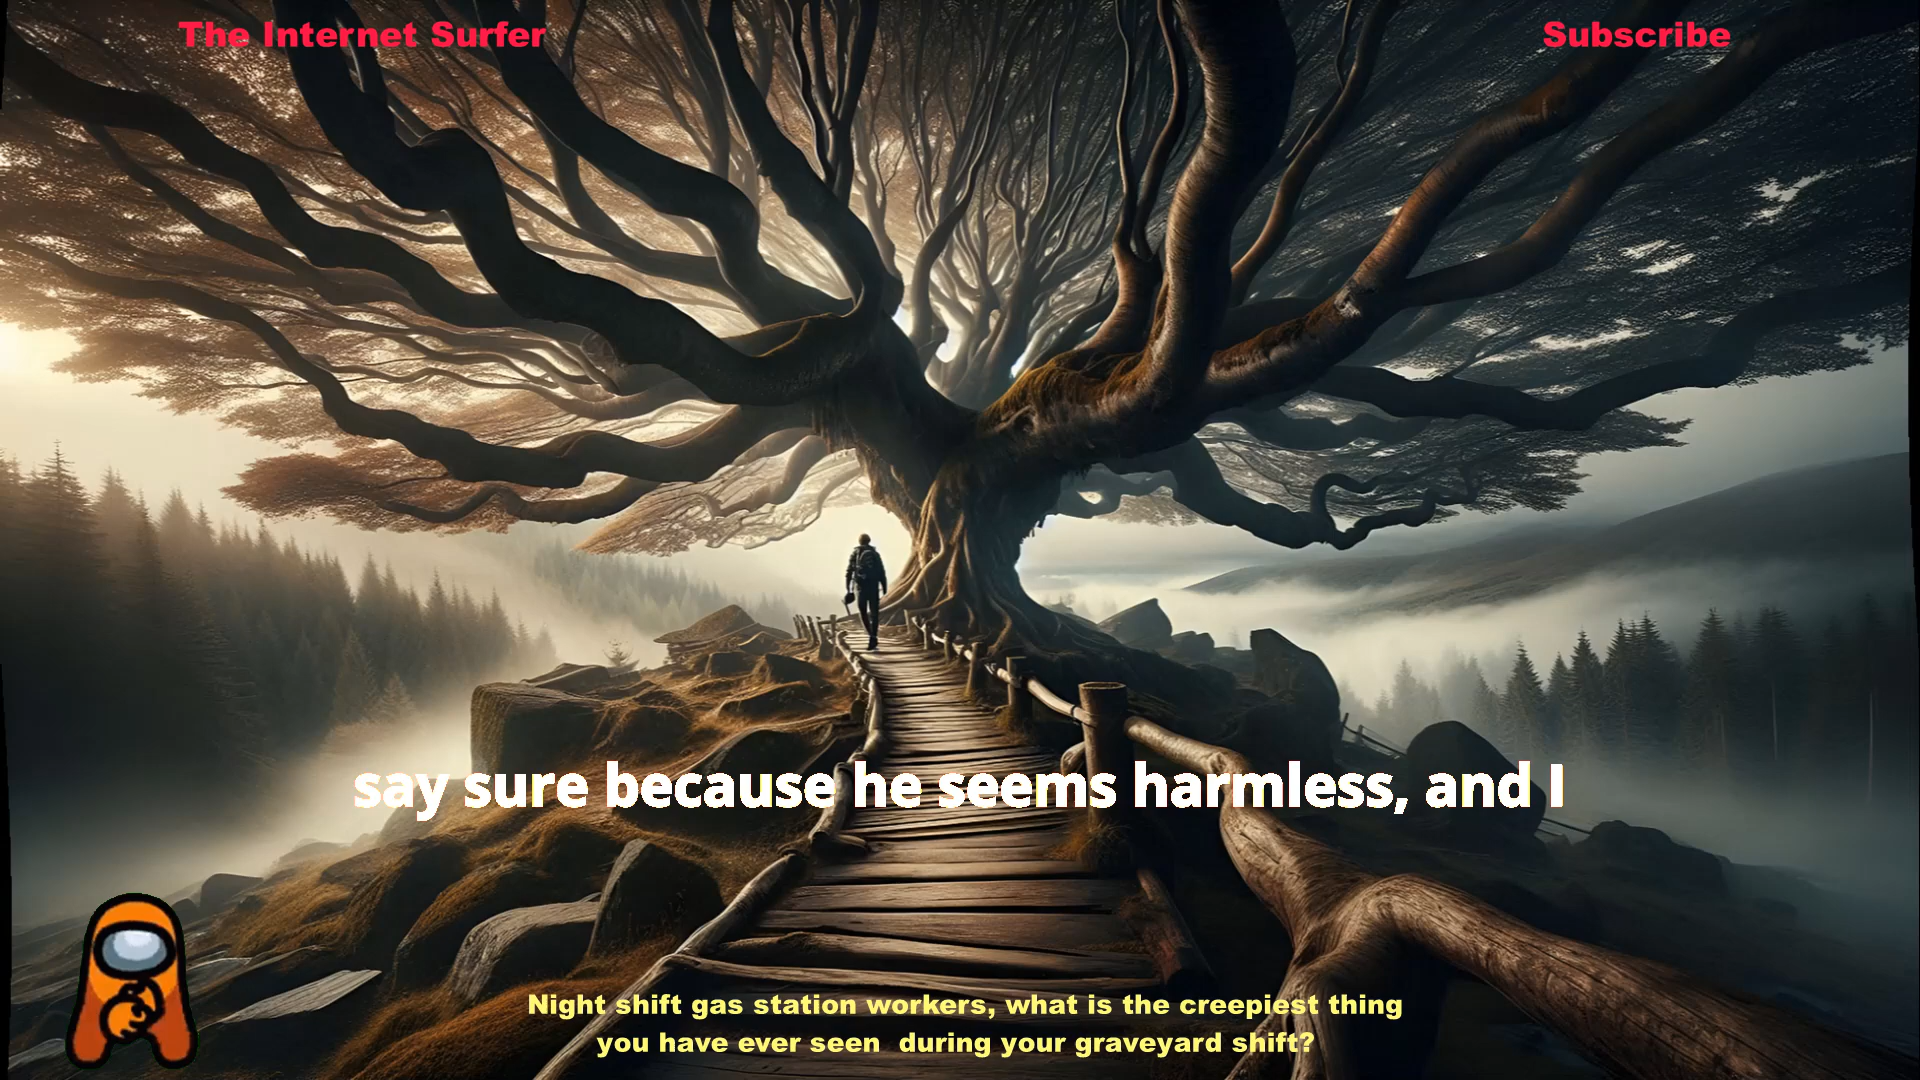 The Internet Surfer
Subscribe
say sure because he seems harmless, and I
Night shift gas station workers, what is the creepiest thing
you have ever seen  during your graveyard shift?